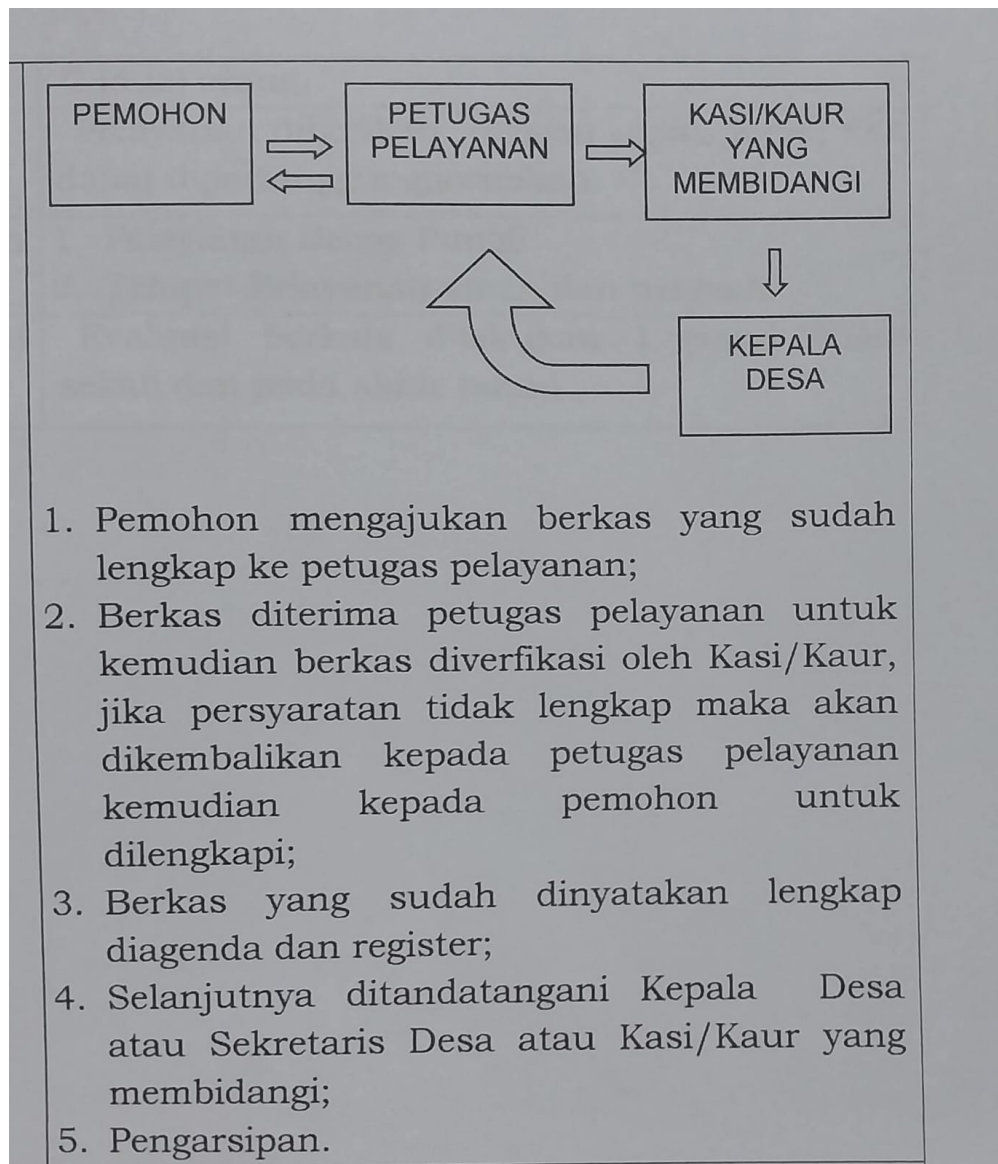 PEMOHON
PETUGAS
PELAYANAN
KASI/KAUR
YANG
MEMBIDANGI
KEPALA
DESA
1. Pemohon mengajukan berkas yang sudah
lengkap ke petugas pelayanan;
2. Berkas diterima petugas pelayanan untuk
kemudian berkas diverfikasi oleh Kasi/Kaur,
jika persyaratan tidak lengkap maka akan
dikembalikan kepada petugas pelayanan
kemudian kepada pemohon untuk
dilengkapi;
3. Berkas yang sudah dinyatakan lengkap
diagenda dan register;
4. Selanjutnya ditandatangani Kepala Desa
atau Sekretaris Desa atau Kasi/Kaur yang
membidangi;
5. Pengarsipan.